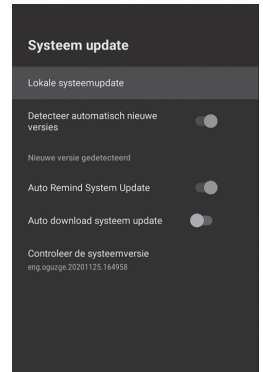 Systeem update
Lokale systeemupdate
Detecteer automatisch nieuwe
versies
Nieuwe versie gedetecteerd
Auto Remind System Update
Auto download systeem update
Controleer de systeemversie
eng.oguzge.20201125.164958